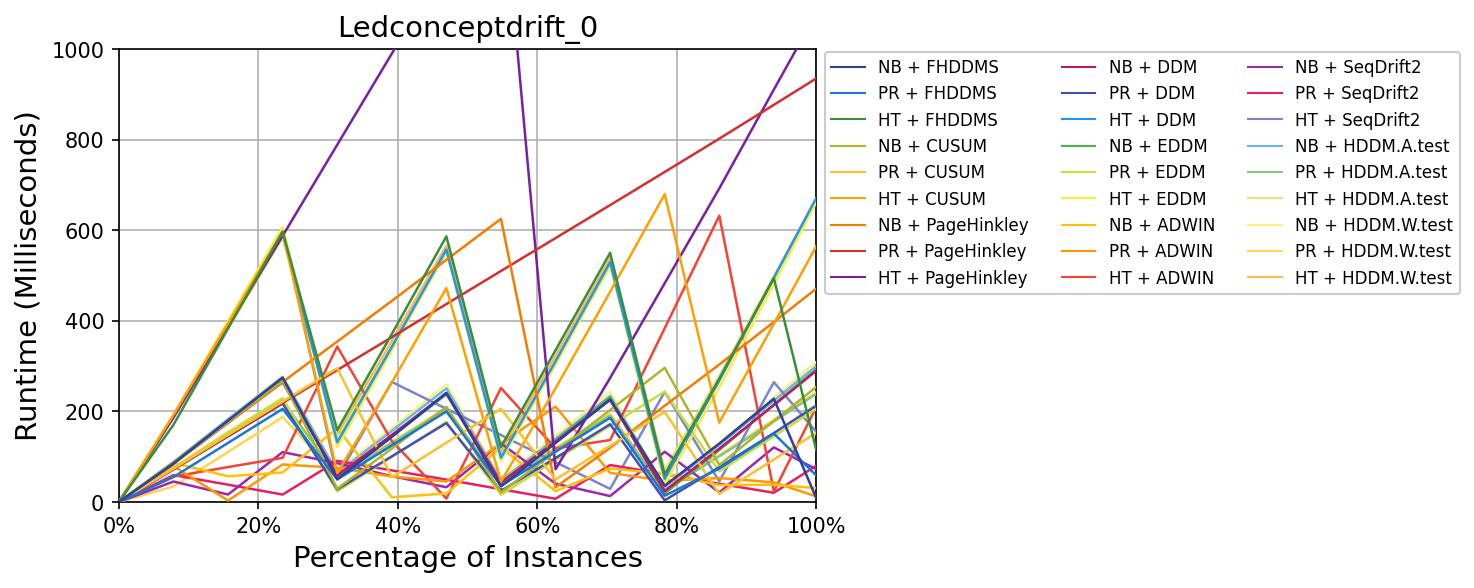 Ledconceptdrift_0
Runtime (Milliseconds)
1000
800
600
400
200
0
0%
20%
40%
60%
80%
100%
Percentage of Instances
NB + FHDDMS
PR + FHDDMS
HT + FHDDMS
NB + CUSUM
PR + CUSUM
HT + CUSUM
NB + PageHinkley
PR + PageHinkley
HT + PageHinkley
NB + DDM
PR + DDM
HT + DDM
NB + EDDM
PR + EDDM
HT + EDDM
NB + ADWIN
PR + ADWIN
HT + ADWIN
NB + SeqDrift2
PR + SeqDrift2
HT + SeqDrift2
NB + HDDM.A.test
PR + HDDM.A.test
HT + HDDM.A.test
NB + HDDM.W.test
PR + HDDM.W.test
HT + HDDM.W.test